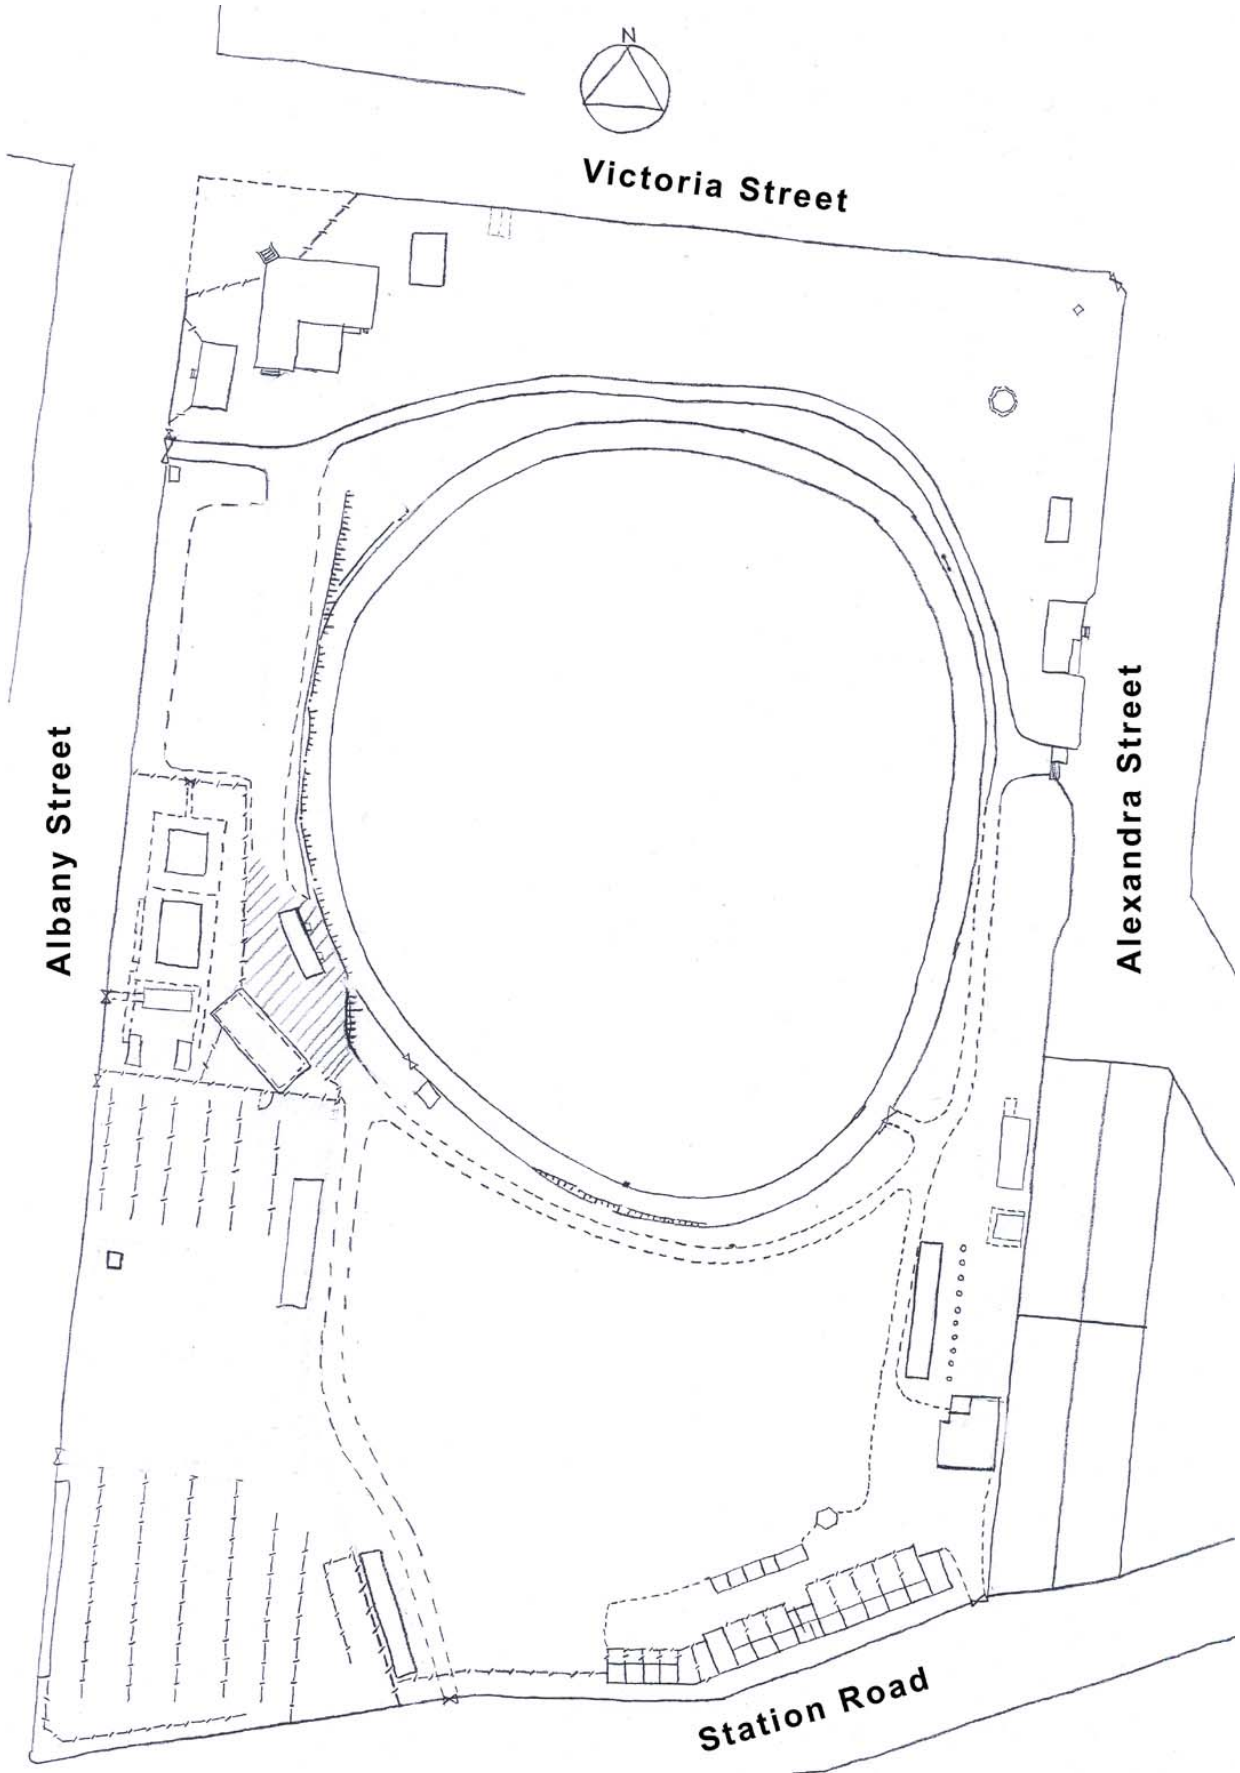 N
Victoria Street
Albany Street
Alexandra Street
Station Road